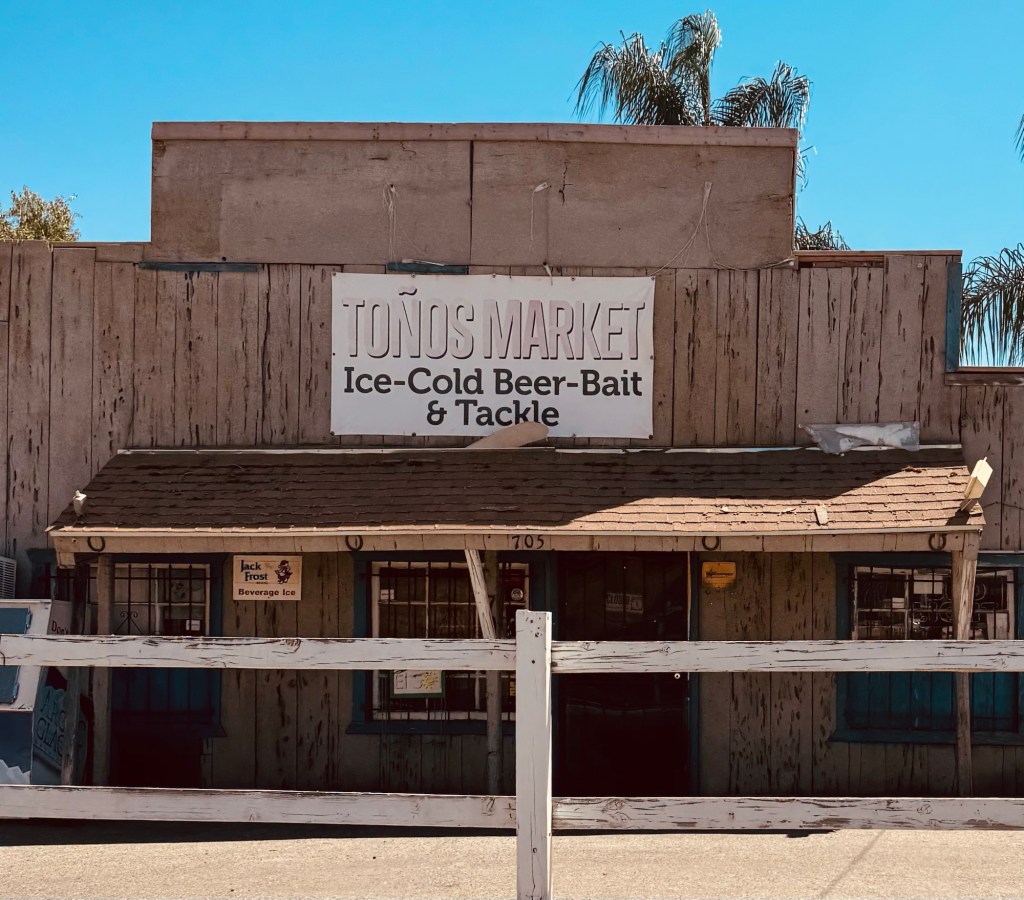 TOÑOS MARKET
Ice-Cold Beer-Bait
& Tackle
705
Jack
Frost
Beverage Ice